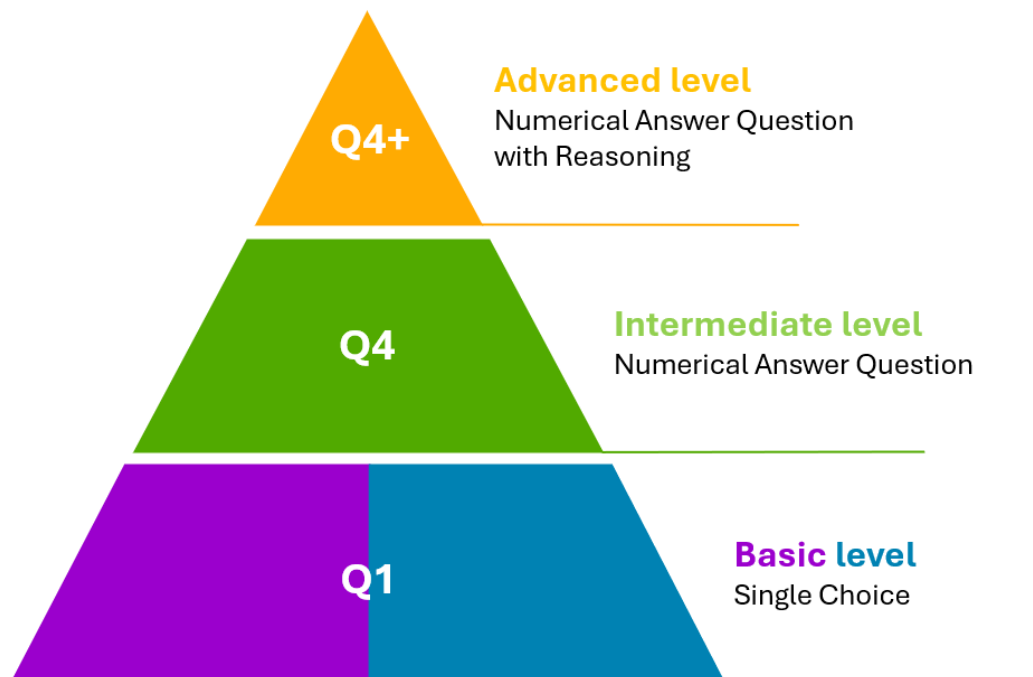 Q4+
Advanced level
Numerical Answer Question
with Reasoning
Q4
Intermediate level
Numerical Answer Question
Q1
Basic level
Single Choice